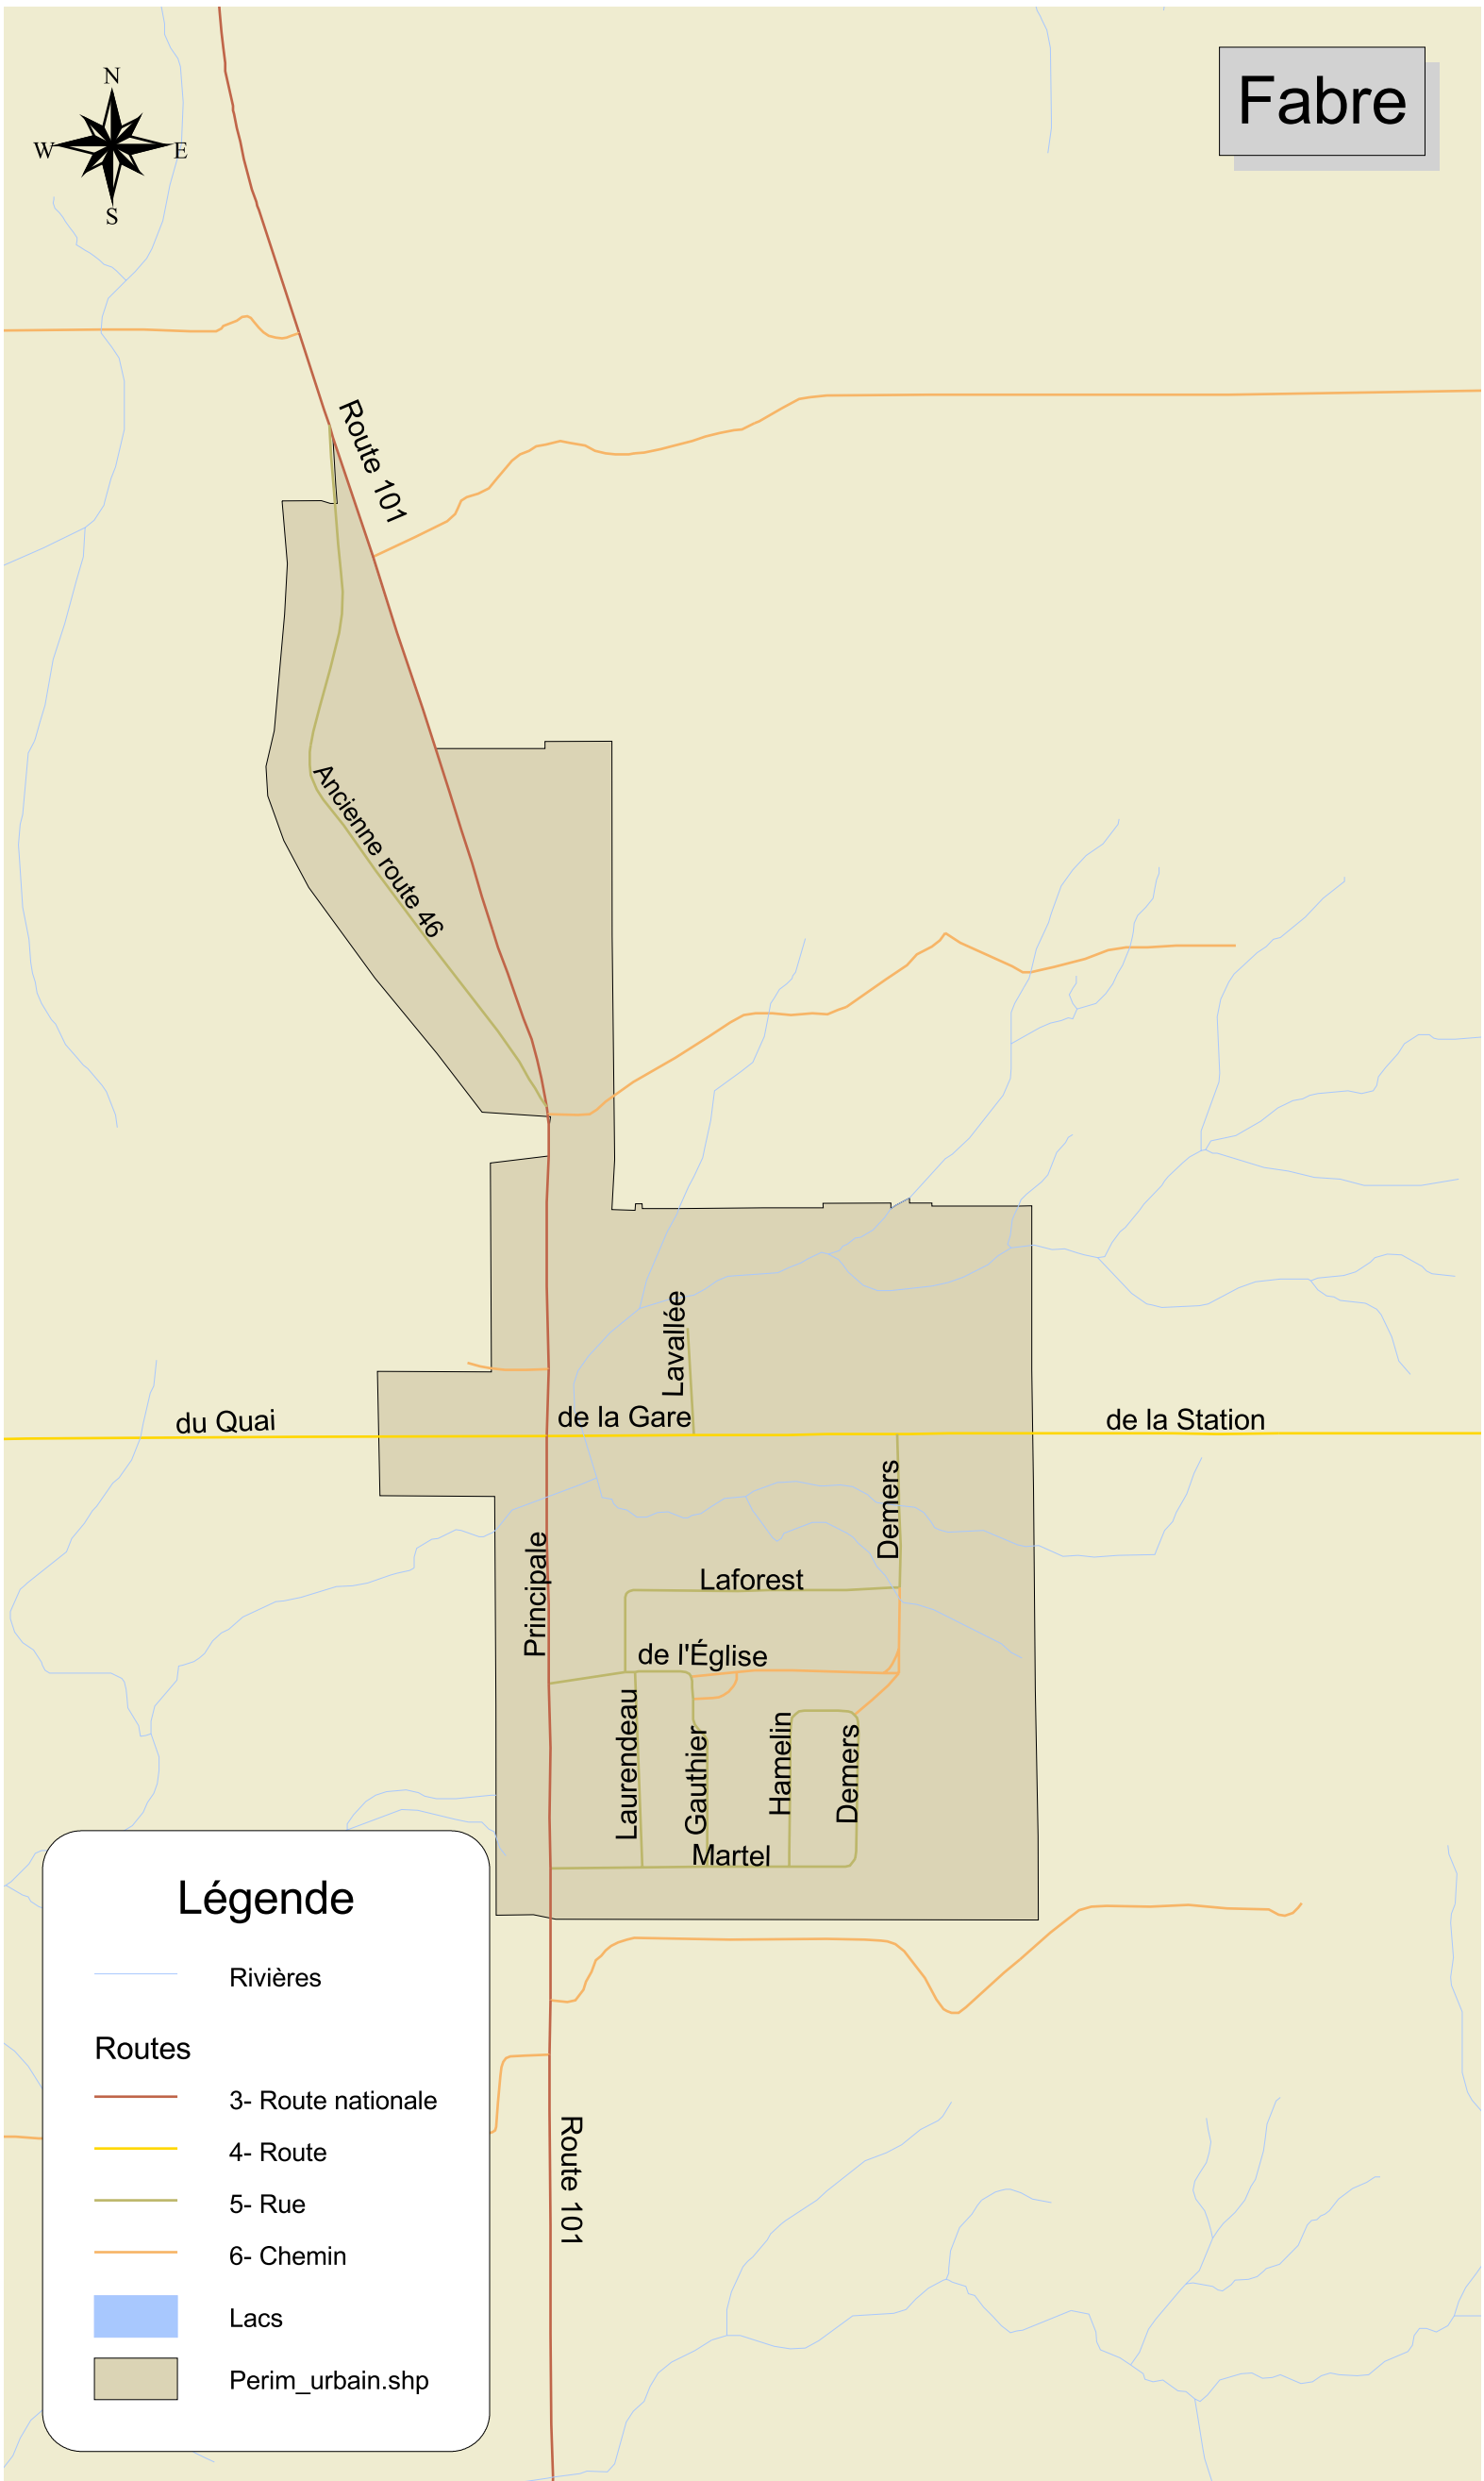 Fabre
N
W
E
S
Route 101
Ancienne route 46
Lavallée
du Quai
de la Gare
de la Station
Demers
Principale
Laforest
de l'Église
Laurendeau
Gauthier
Hamelin
Demers
Martel
Route 101
Légende
Rivières
Routes
3- Route nationale
4- Route
5- Rue
6- Chemin
Lacs
Perim_urbain.shp